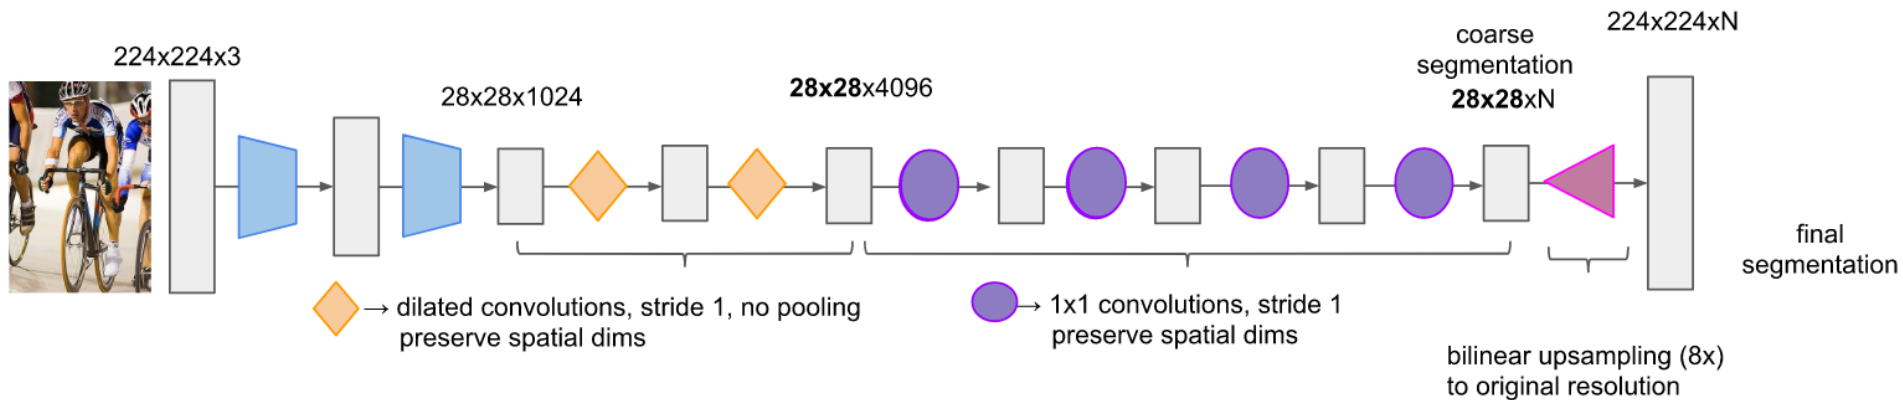 224x224x3
28x28x1024
28x28x4096
coarse
segmentation
28x28xN
224x224xN
final
segmentation
→ dilated convolutions, stride 1, no pooling
preserve spatial dims
→ 1x1 convolutions, stride 1
preserve spatial dims
bilinear upsampling (8x)
to original resolution